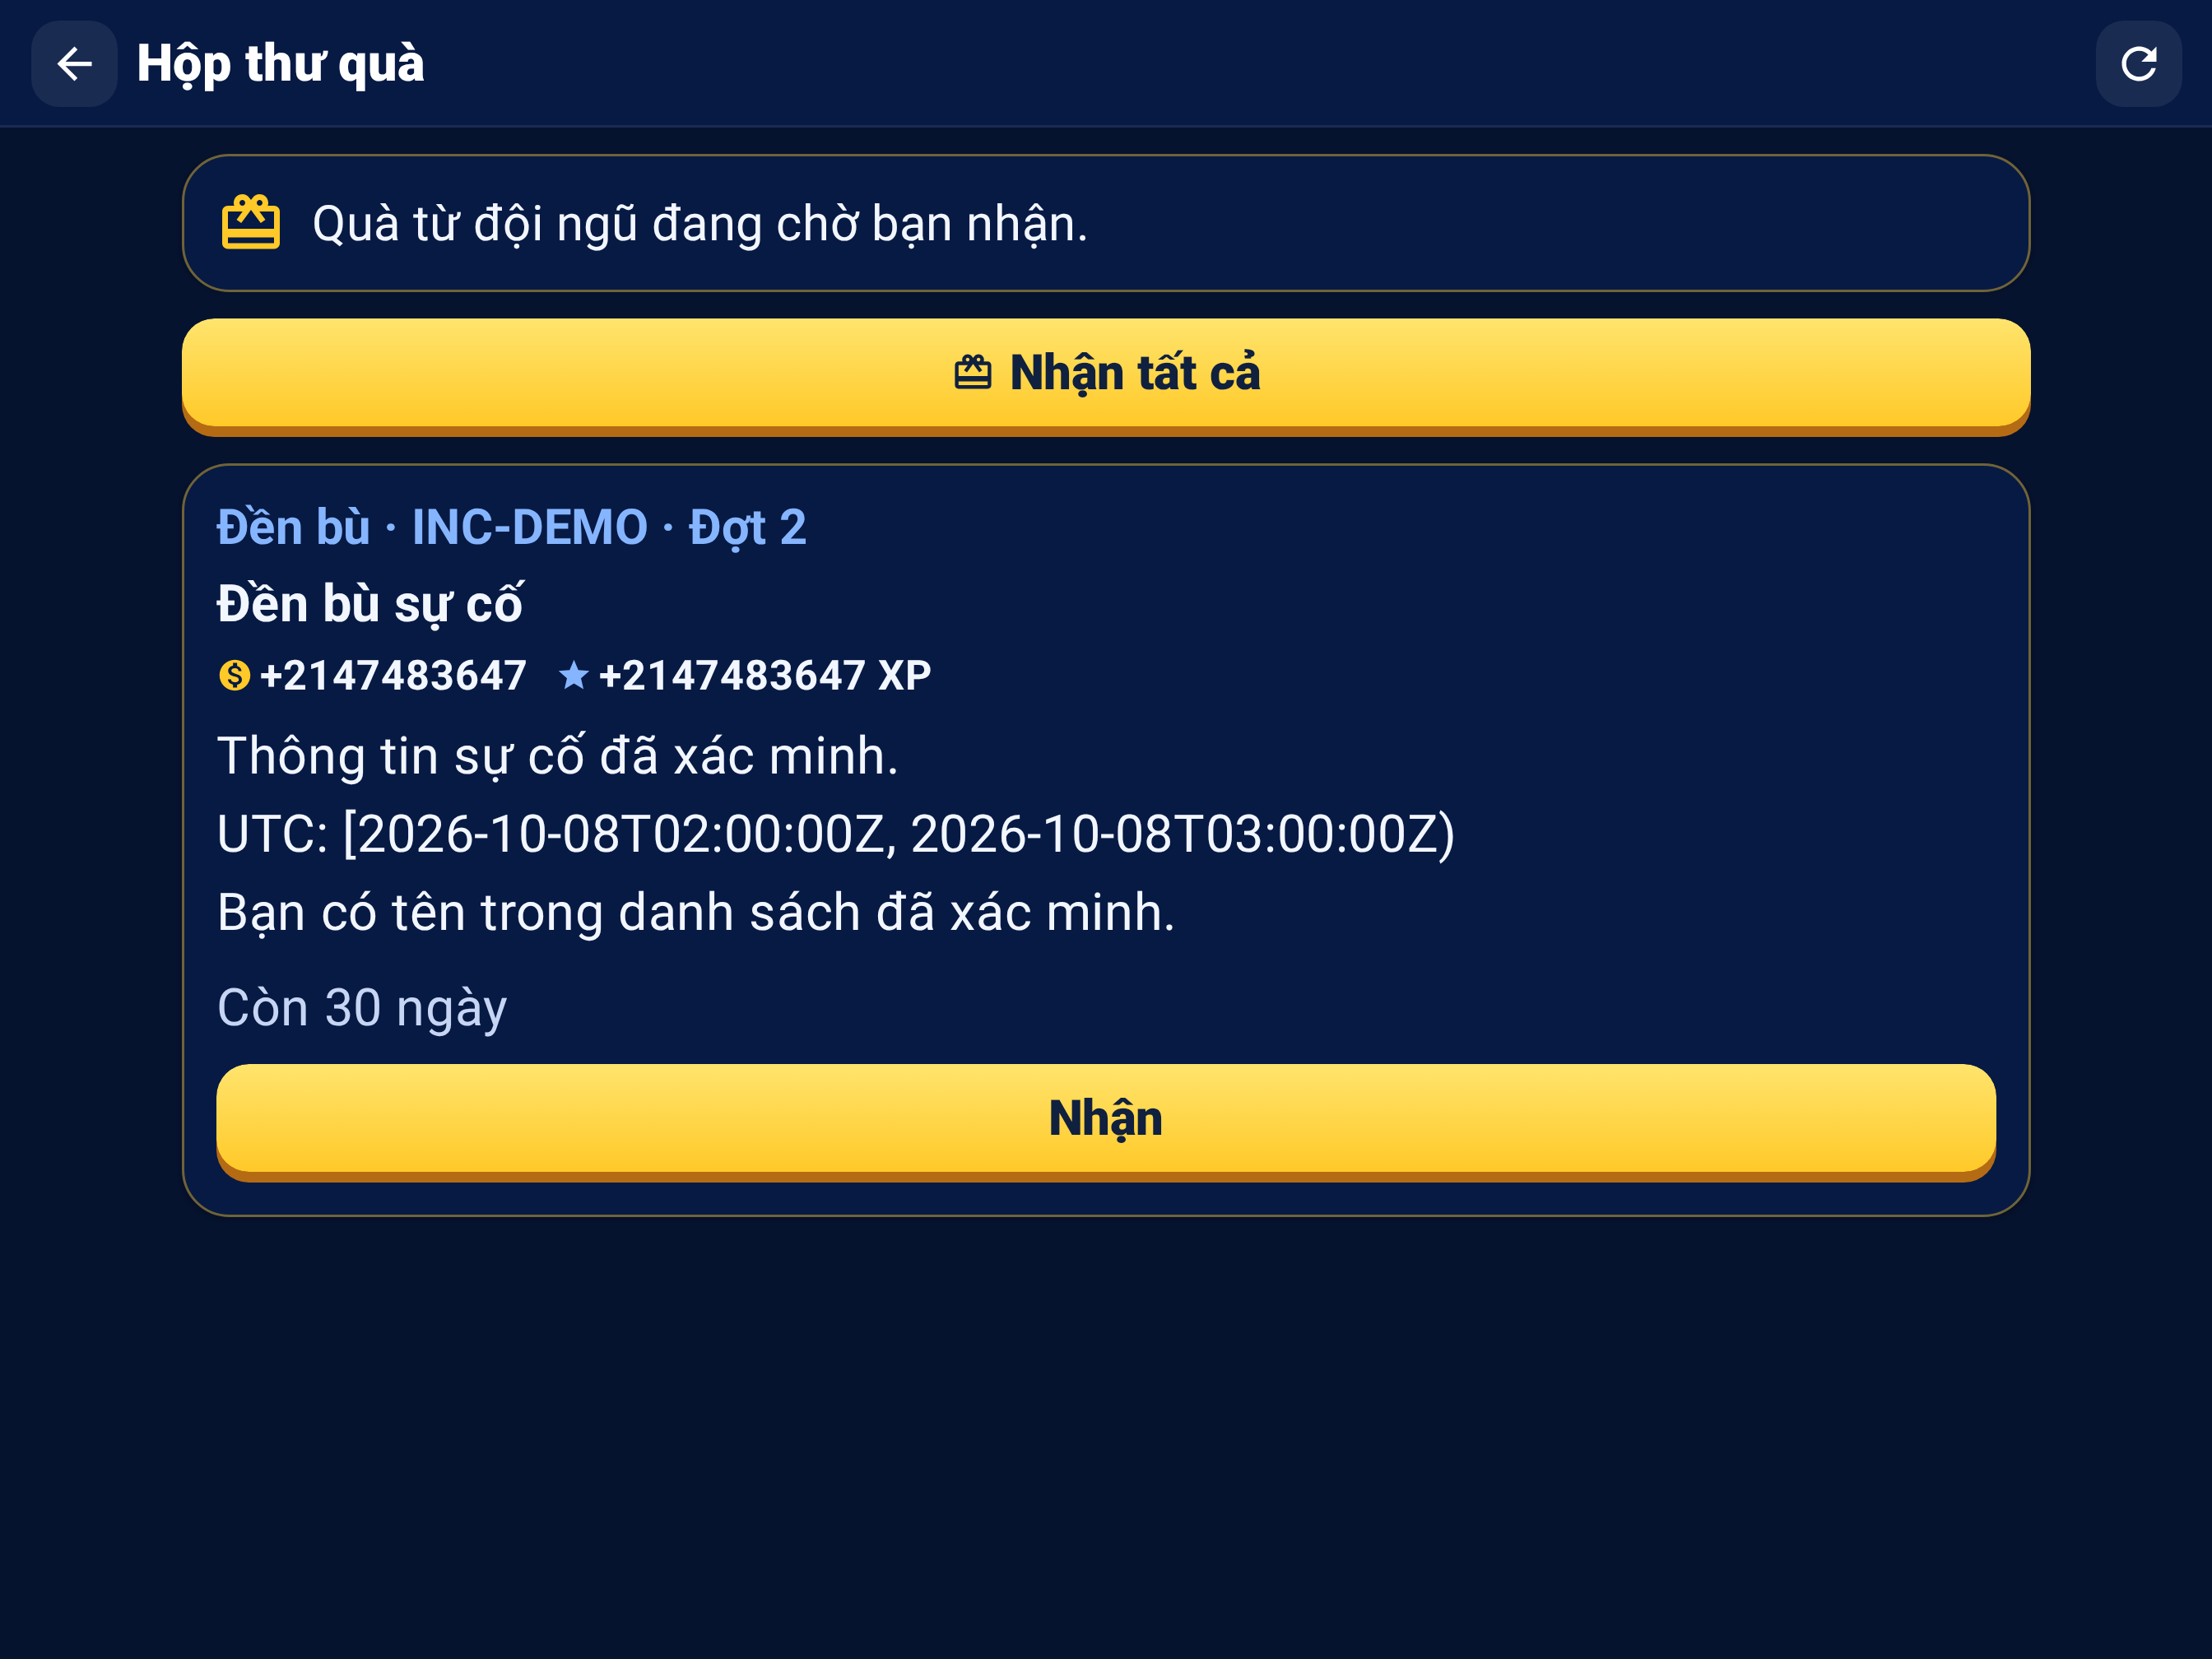 Hộp thư quà
Quà từ đội ngũ đang chờ bạn nhận.
Nhận tất cả
Đền bù · INC-DEMO · Đợt 2
Đền bù sự cố
+2147483647 +2147483647 XP
Thông tin sự cố đã xác minh.
UTC: [2026-10-08T02:00:00Z, 2026-10-08T03:00:00Z)
Bạn có tên trong danh sách đã xác minh.
Còn 30 ngày
Nhận